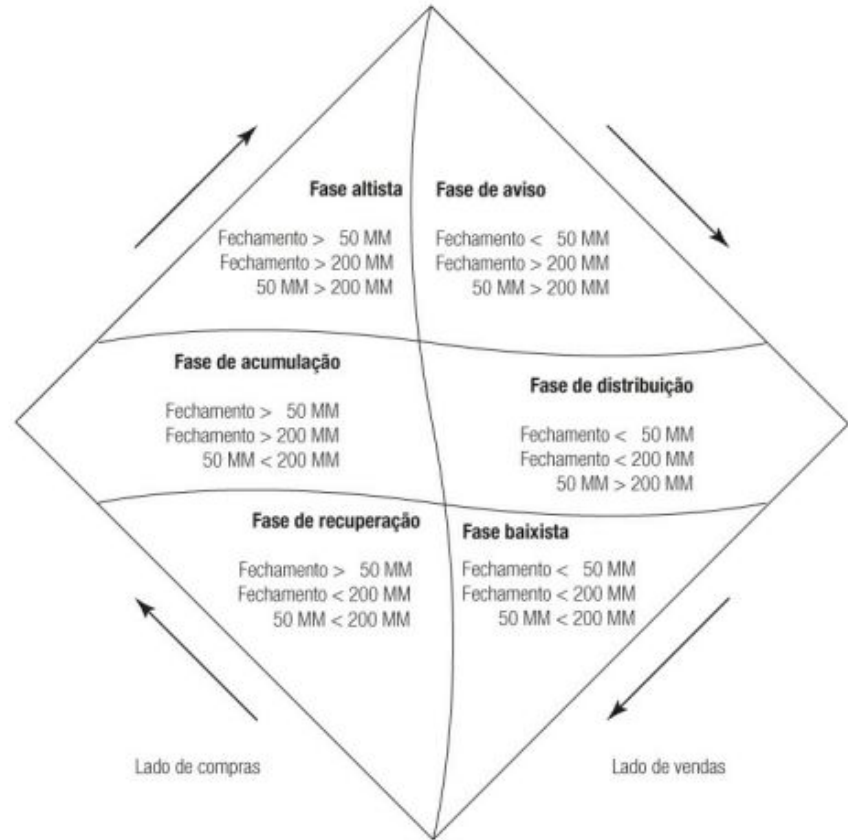 Fase altista
Fechamento > 50 MM
Fechamento > 200 MM
50 MM > 200 MM
Fase de aviso
Fechamento < 50 MM
Fechamento > 200 MM
50 MM > 200 MM
Fase de acumulação
Fechamento > 50 MM
Fechamento > 200 MM
50 MM < 200 MM
Fase de distribuição
Fechamento < 50 MM
Fechamento < 200 MM
50 MM > 200 MM
Fase de recuperação
Fechamento > 50 MM
Fechamento < 200 MM
50 MM < 200 MM
Fase baixista
Fechamento < 50 MM
Fechamento < 200 MM
50 MM < 200 MM
Lado de compras
Lado de vendas